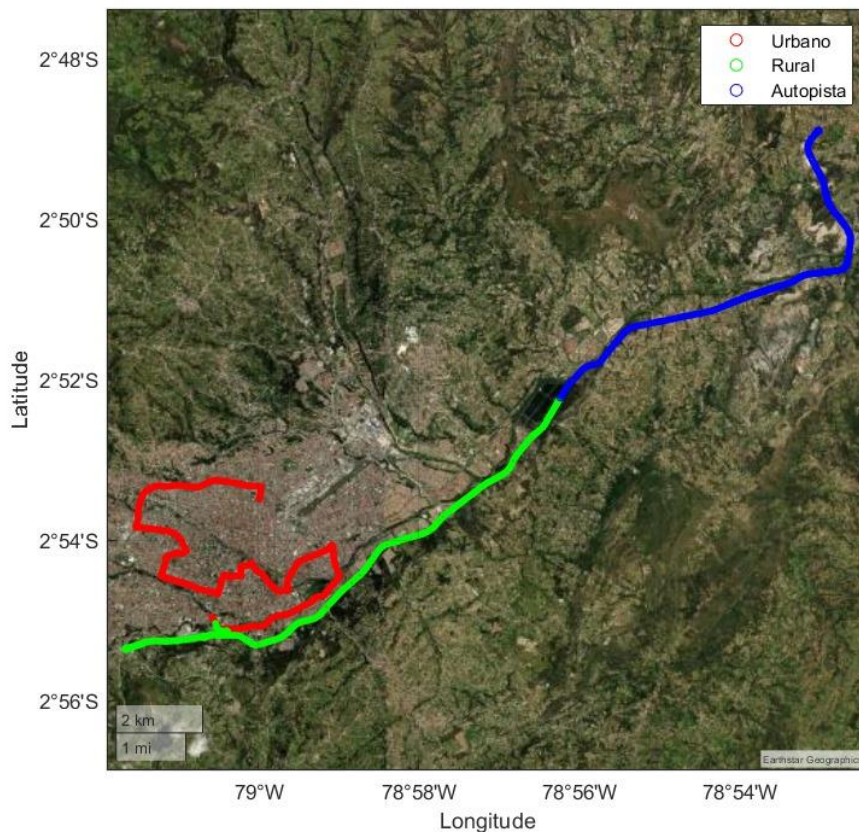 2°48'S
2°50'S
2°52'S
2°54'S
2°56'S
Latitude
Urbano
Rural
Autopista
2 km
1 mi
Earthstar Geographics
79°W
78°58'W
78°56'W
78°54'W
Longitude